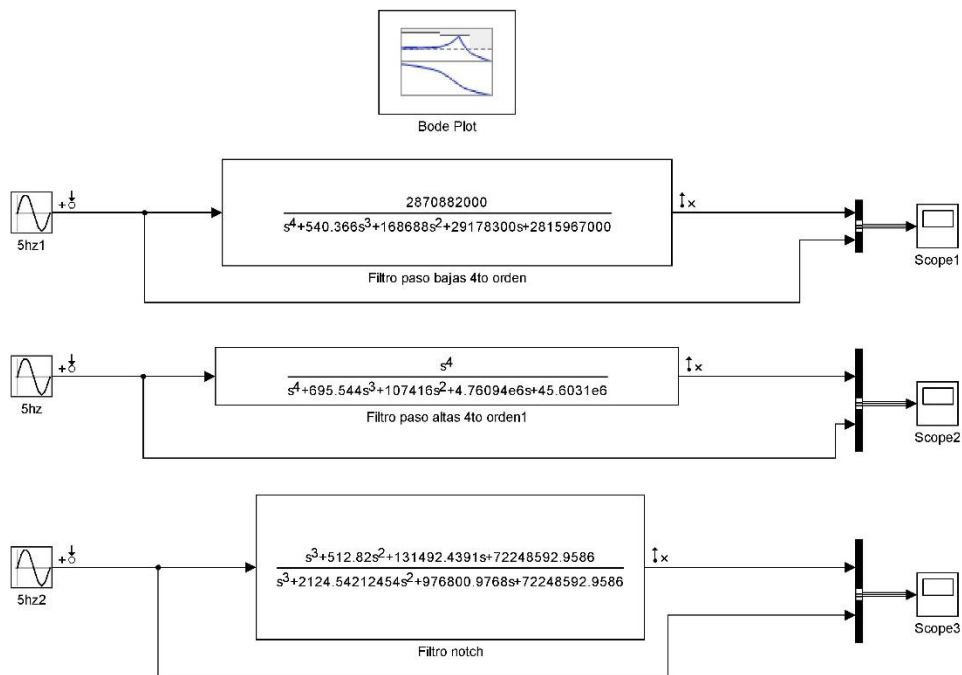 Bode Plot
5hz1
2870882000
s⁴+540.366s³+168688s²+29178300s+2815967000
Filtro paso bajas 4to orden
Scope1
5hz
s⁴
s⁴+695.544s³+107416s²+4.76094e6s+45.6031e6
Filtro paso altas 4to orden1
Scope2
5hz2
s³+512.82s²+131492.4391s+72248592.9586
s³+2124.54212454s²+976800.9768s+72248592.9586
Filtro notch
Scope3